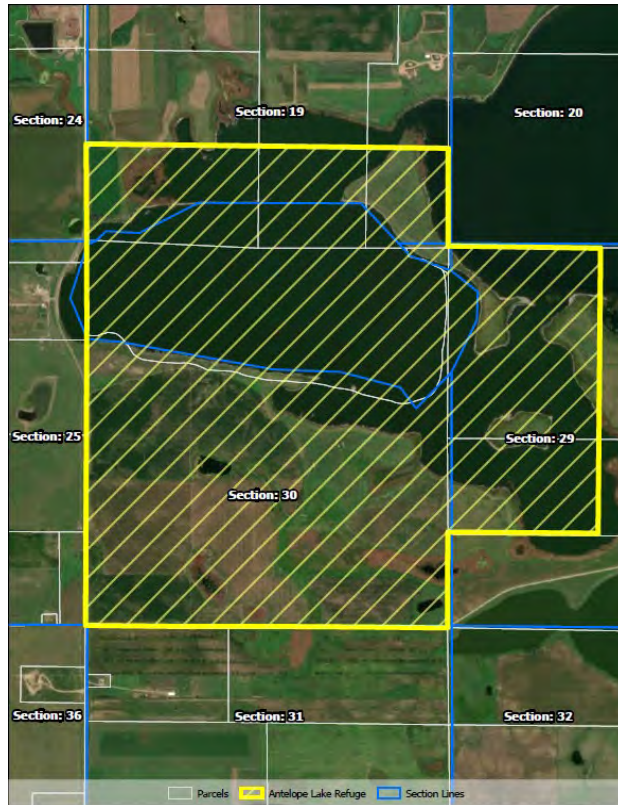 Section: 24
Section: 19
Section: 20
Section: 25
Section: 29
Section: 30
Section: 36
Section: 31
Section: 32
Parcels
Antelope Lake Refuge
Section Lines